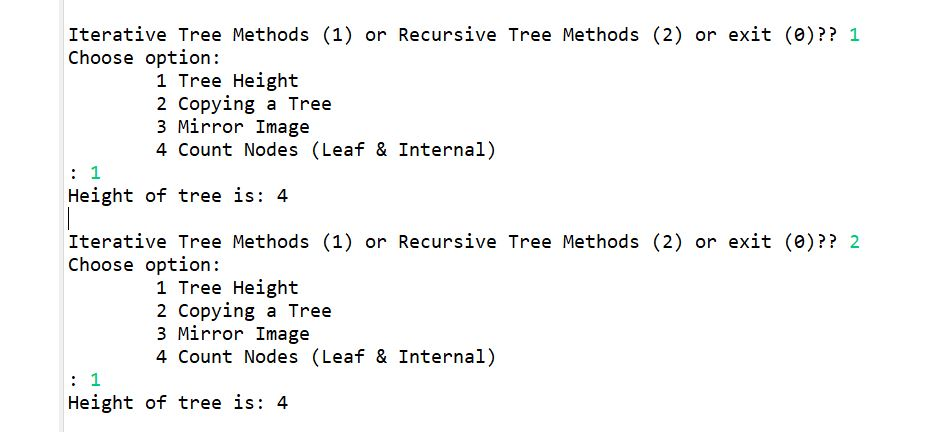 Iterative Tree Methods (1) or Recursive Tree Methods (2) or exit (0)?? 1
Choose option:
1 Tree Height
2 Copying a Tree
3 Mirror Image
4 Count Nodes (Leaf & Internal)
: 1
Height of tree is: 4
Iterative Tree Methods (1) or Recursive Tree Methods (2) or exit (0)?? 2
Choose option:
1 Tree Height
2 Copying a Tree
3 Mirror Image
4 Count Nodes (Leaf & Internal)
: 1
Height of tree is: 4